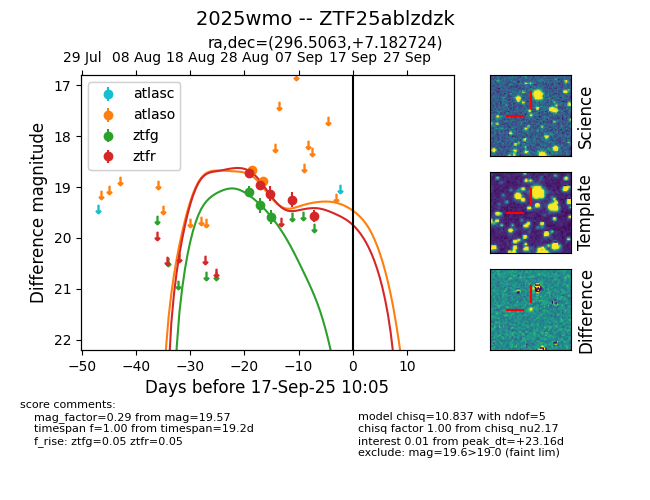 2025wmo -- ZTF25ablzdzk
ra,dec=(296.5063,+7.182724)
29 Jul 08 Aug 18 Aug 28 Aug 07 Sep 17 Sep 27 Sep
17
18
19
20
21
22
Difference magnitude
atlasc
atlaso
ztfg
ztfr
−50 −40 −30 −20 −10 0 10
Days before 17-Sep-25 10:05
Science
Template
Difference
score comments:
mag_factor=0.29 from mag=19.57
timespan f=1.00 from timespan=19.2d
f_rise: ztfg=0.05 ztfr=0.05
model chisq=10.837 with ndof=5
chisq factor 1.00 from chisq_nu2.17
interest 0.01 from peak_dt=+23.16d
exclude: mag=19.6>19.0 (faint lim)